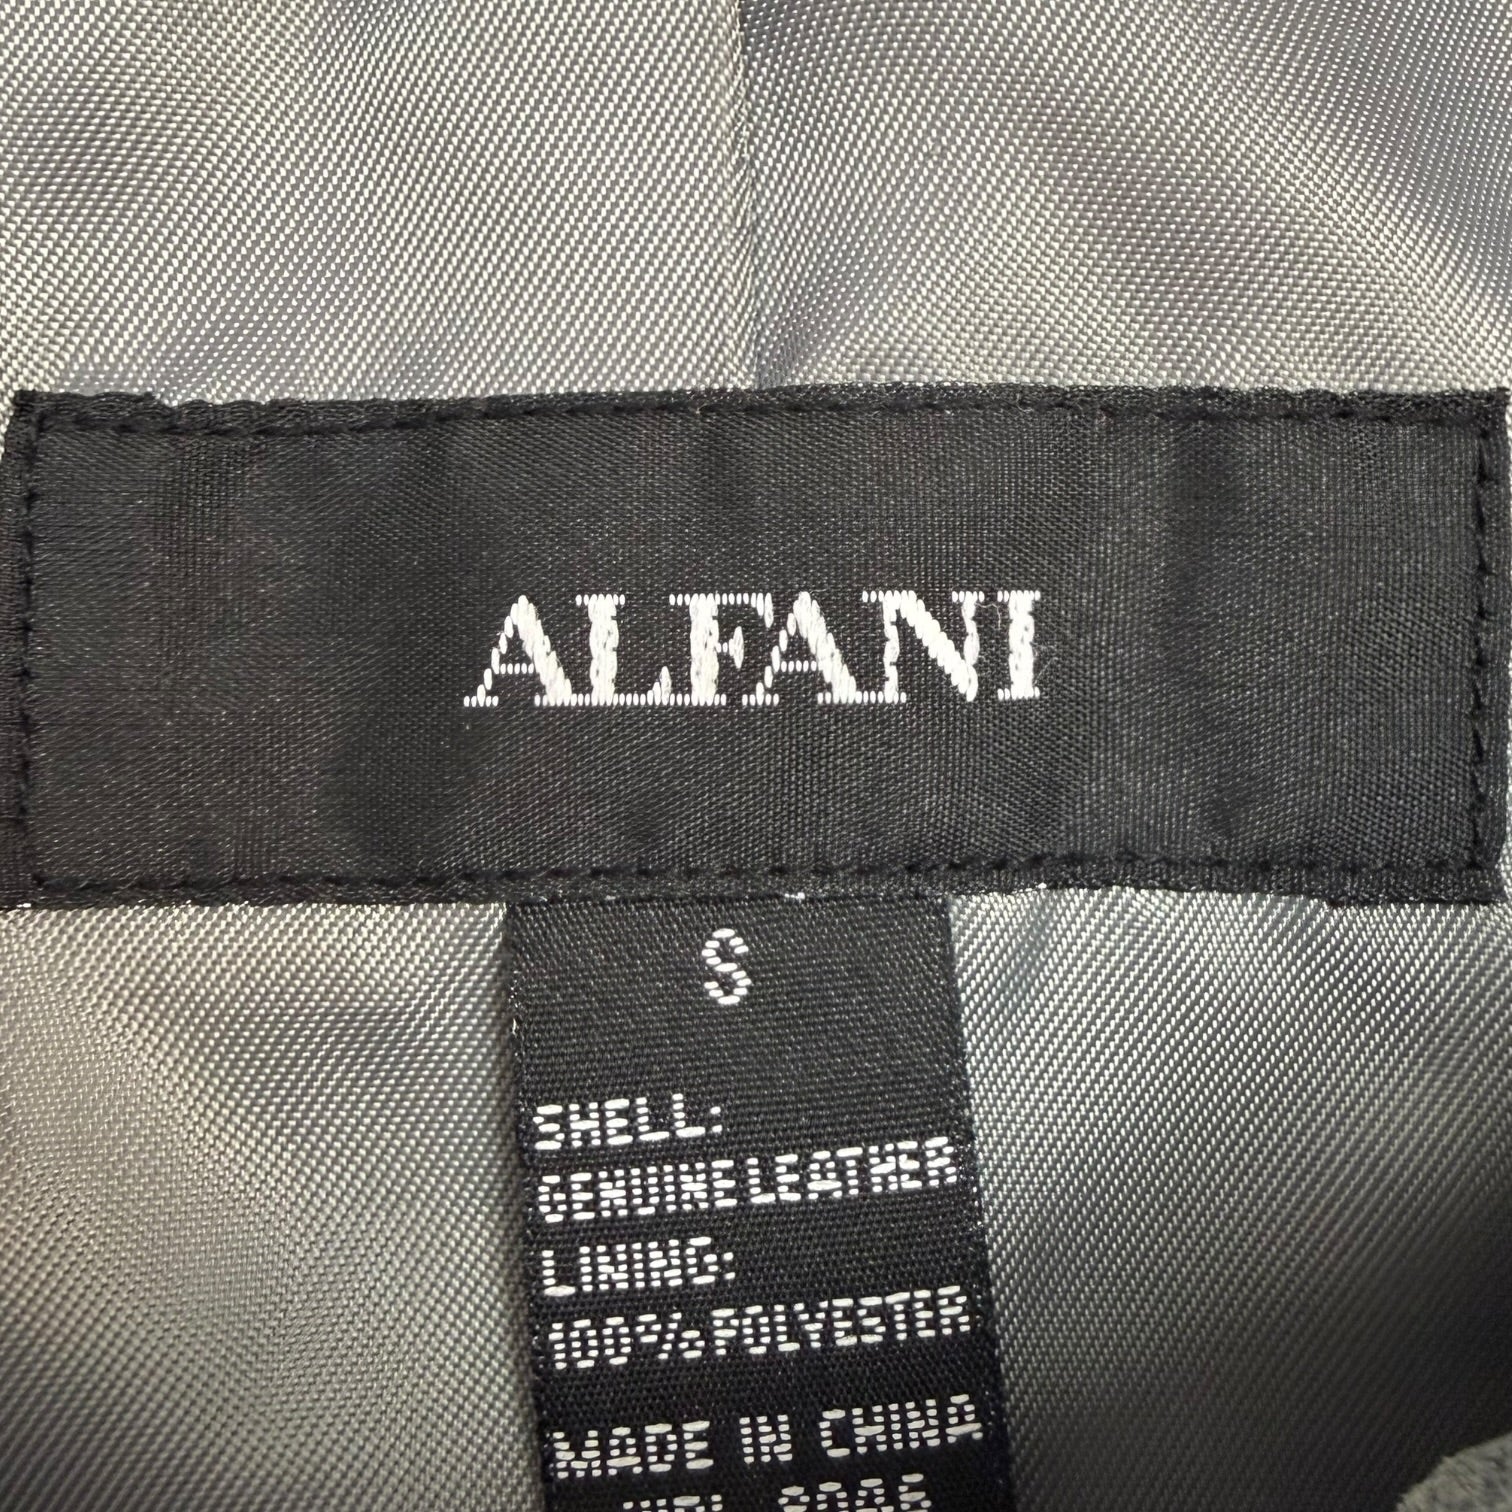 ALFANI
S
SHELL:
GENUINE LEATHER
LINING:
100% POLYESTER
MADE IN CHINA